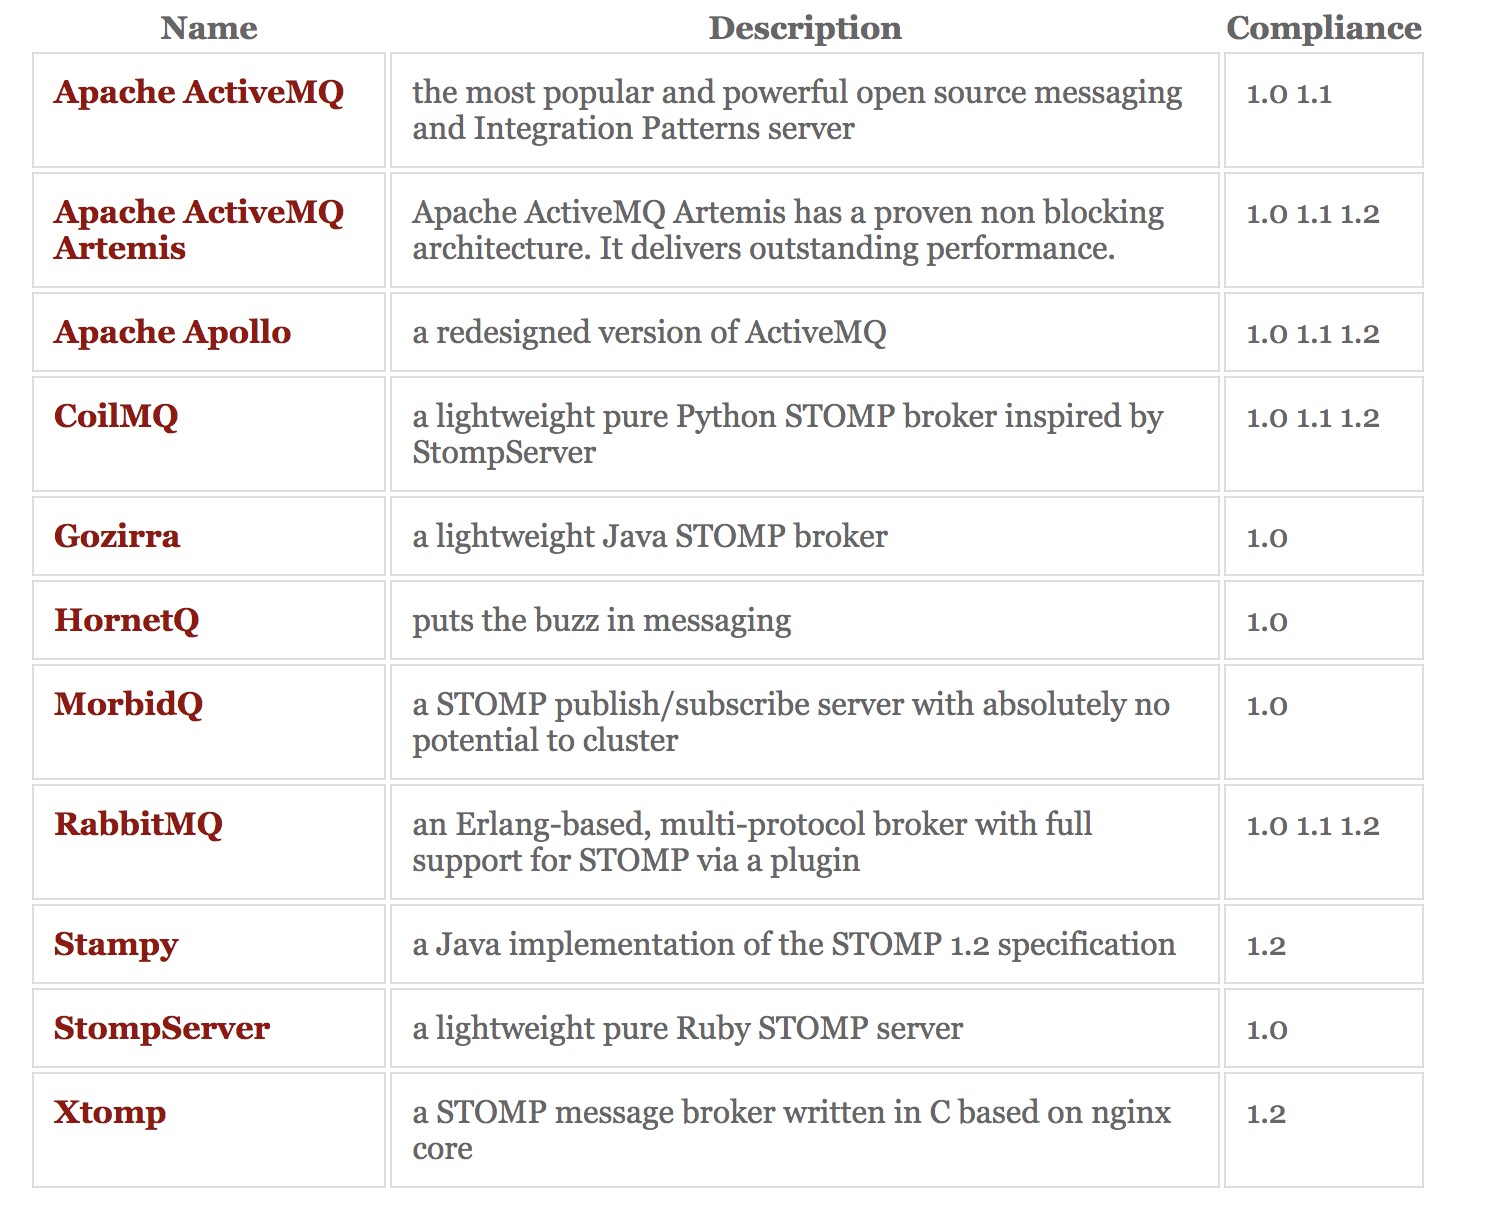 Name Description Compliance
Apache ActiveMQ the most popular and powerful open source messaging 1.0 1.1
and Integration Patterns server
Apache ActiveMQ Apache ActiveMQ Artemis has a proven non blocking 1.0 1.1 1.2
Artemis architecture. It delivers outstanding performance.
Apache Apollo a redesigned version of ActiveMQ 1.0 1.1 1.2
CoilMQ a lightweight pure Python STOMP broker inspired by 1.0 1.1 1.2
StompServer
Gozirra a lightweight Java STOMP broker 1.0
HornetQ puts the buzz in messaging 1.0
MorbidQ a STOMP publish/subscribe server with absolutely no 1.0
potential to cluster
RabbitMQ an Erlang-based, multi-protocol broker with full 1.0 1.1 1.2
support for STOMP via a plugin
Stampy a Java implementation of the STOMP 1.2 specification 1.2
StompServer a lightweight pure Ruby STOMP server 1.0
Xtomp a STOMP message broker written in C based on nginx 1.2
core